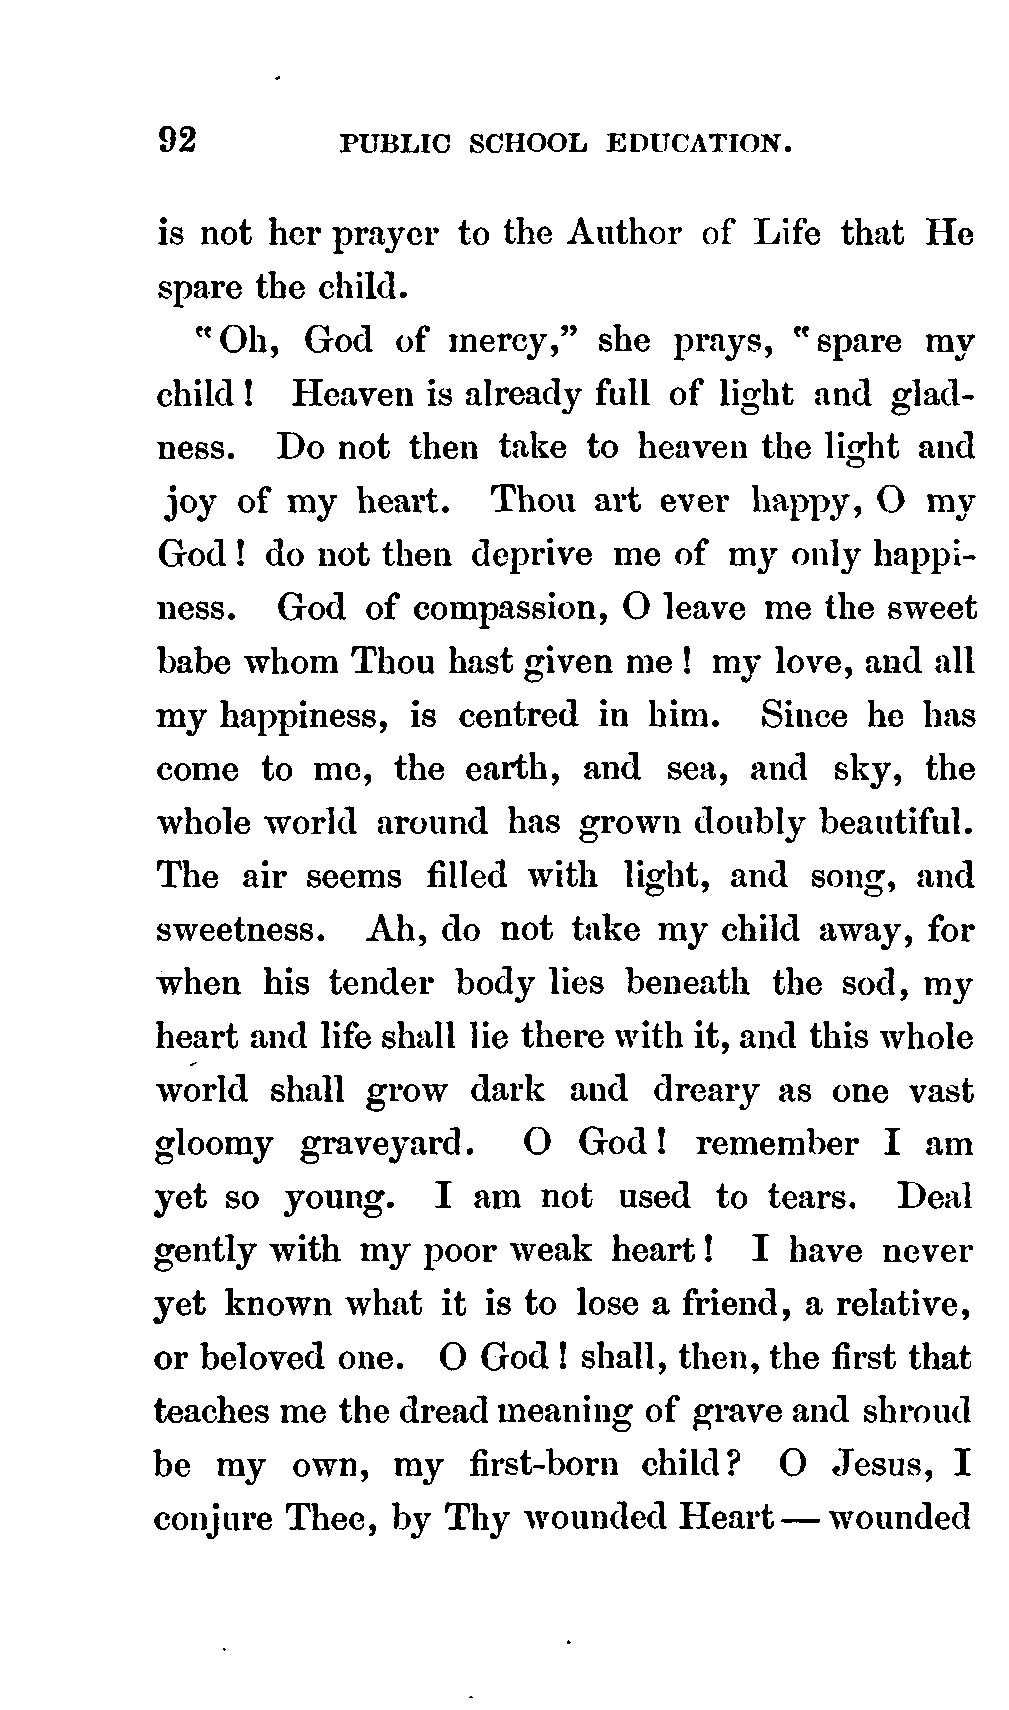 92 PUBLIC SCHOOL EDUCATION.
is not her prayer to the Author of Life that He
spare the child.
"Oh, God of mercy," she prays, "spare my
child! Heaven is already full of light and glad-
ness. Do not then take to heaven the light and
joy of my heart. Thou art ever happy, O my
God! do not then deprive me of my only happi-
ness. God of compassion, O leave me the sweet
babe whom Thou hast given me! my love, and all
my happiness, is centred in him. Since he has
come to me, the earth, and sea, and sky, the
whole world around has grown doubly beautiful.
The air seems filled with light, and song, and
sweetness. Ah, do not take my child away, for
when his tender body lies beneath the sod, my
heart and life shall lie there with it, and this whole
world shall grow dark and dreary as one vast
gloomy graveyard. O God! remember I am
yet so young. I am not used to tears. Deal
gently with my poor weak heart! I have never
yet known what it is to lose a friend, a relative,
or beloved one. O God! shall, then, the first that
teaches me the dread meaning of grave and shroud
be my own, my first-born child? O Jesus, I
conjure Thee, by Thy wounded Heart—wounded